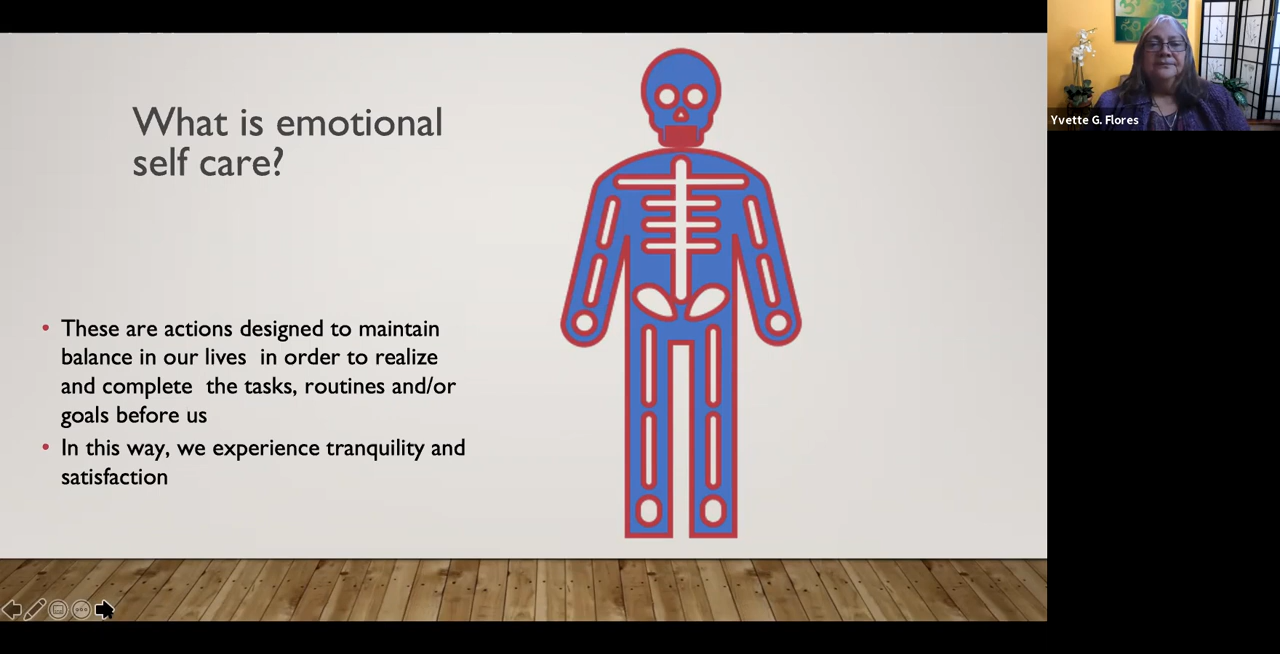 What is emotional
self care?
• These are actions designed to maintain
balance in our lives  in order to realize
and complete  the tasks, routines and/or
goals before us
• In this way, we experience tranquility and
satisfaction
Yvette G. Flores